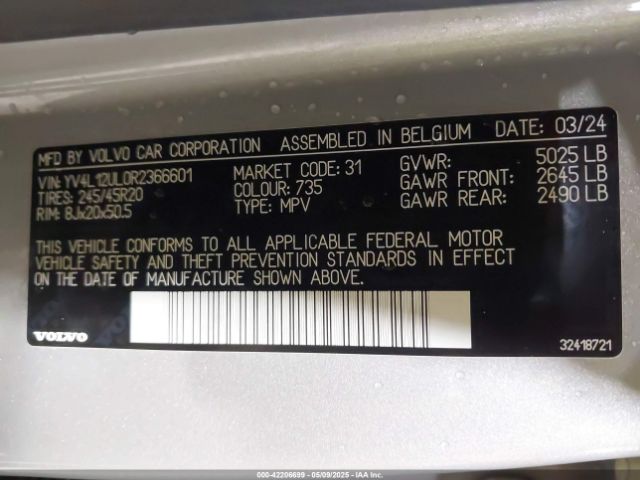 MFD BY VOLVO CAR CORPORATION ASSEMBLED IN BELGIUM DATE: 03/24
VIN: YV4L12UL0R2366601 MARKET CODE: 31 GVWR: 5025 LB
TIRES: 245/45R20 COLOUR: 735 GAWR FRONT: 2645 LB
RIM: 8Jx20x50.5 TYPE: MPV GAWR REAR: 2490 LB
THIS VEHICLE CONFORMS TO ALL APPLICABLE FEDERAL MOTOR
VEHICLE SAFETY AND THEFT PREVENTION STANDARDS IN EFFECT
ON THE DATE OF MANUFACTURE SHOWN ABOVE.
VOLVO 32418721
000-42206699 - 05/09/2025 - IAA Inc.